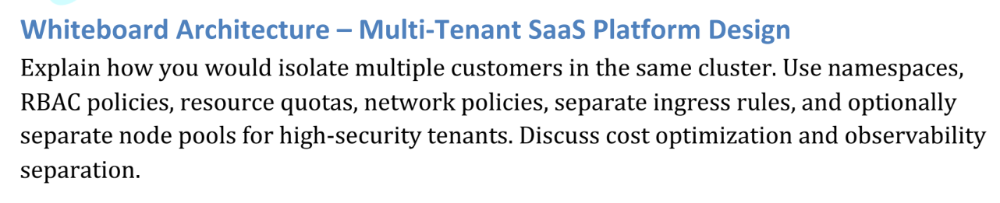 Whiteboard Architecture – Multi-Tenant SaaS Platform Design
Explain how you would isolate multiple customers in the same cluster. Use namespaces,
RBAC policies, resource quotas, network policies, separate ingress rules, and optionally
separate node pools for high-security tenants. Discuss cost optimization and observability
separation.